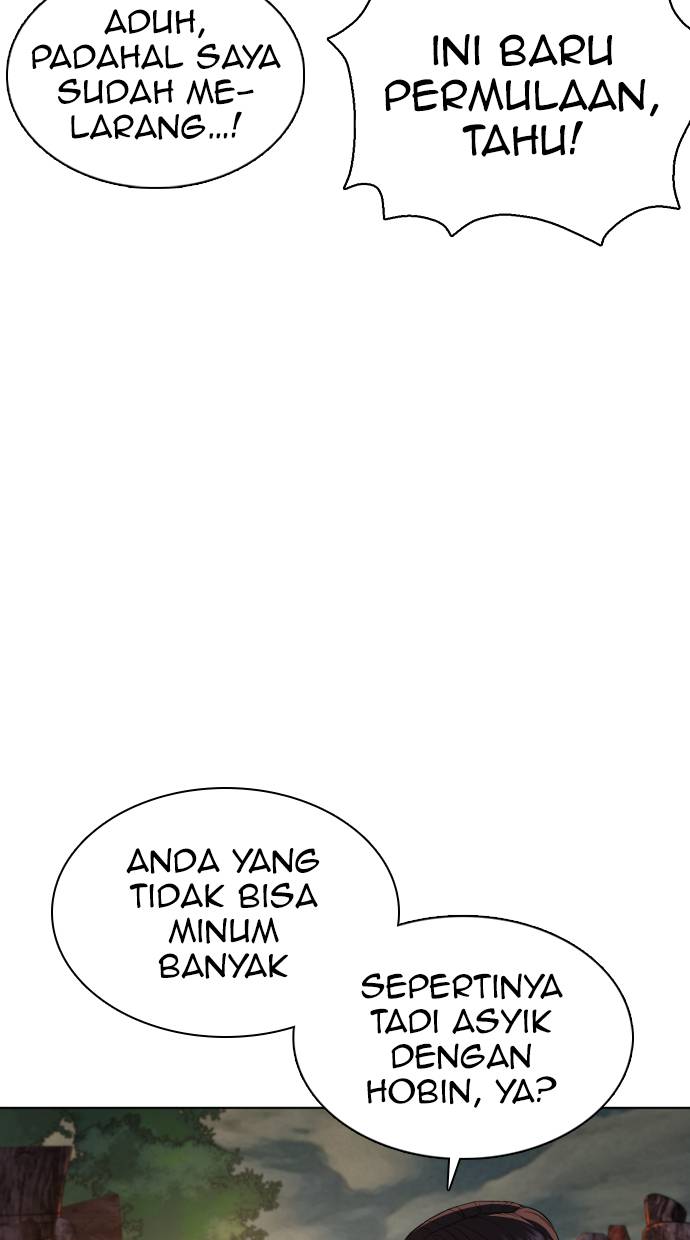 ADUH,
PADAHAL SAYA
SUDAH ME-
LARANG...!
INI BARU
PERMULAAN,
TAHU!
ANDA YANG
TIDAK BISA
MINUM
BANYAK
SEPERTINYA
TADI ASYIK
DENGAN
HOBIN, YA?